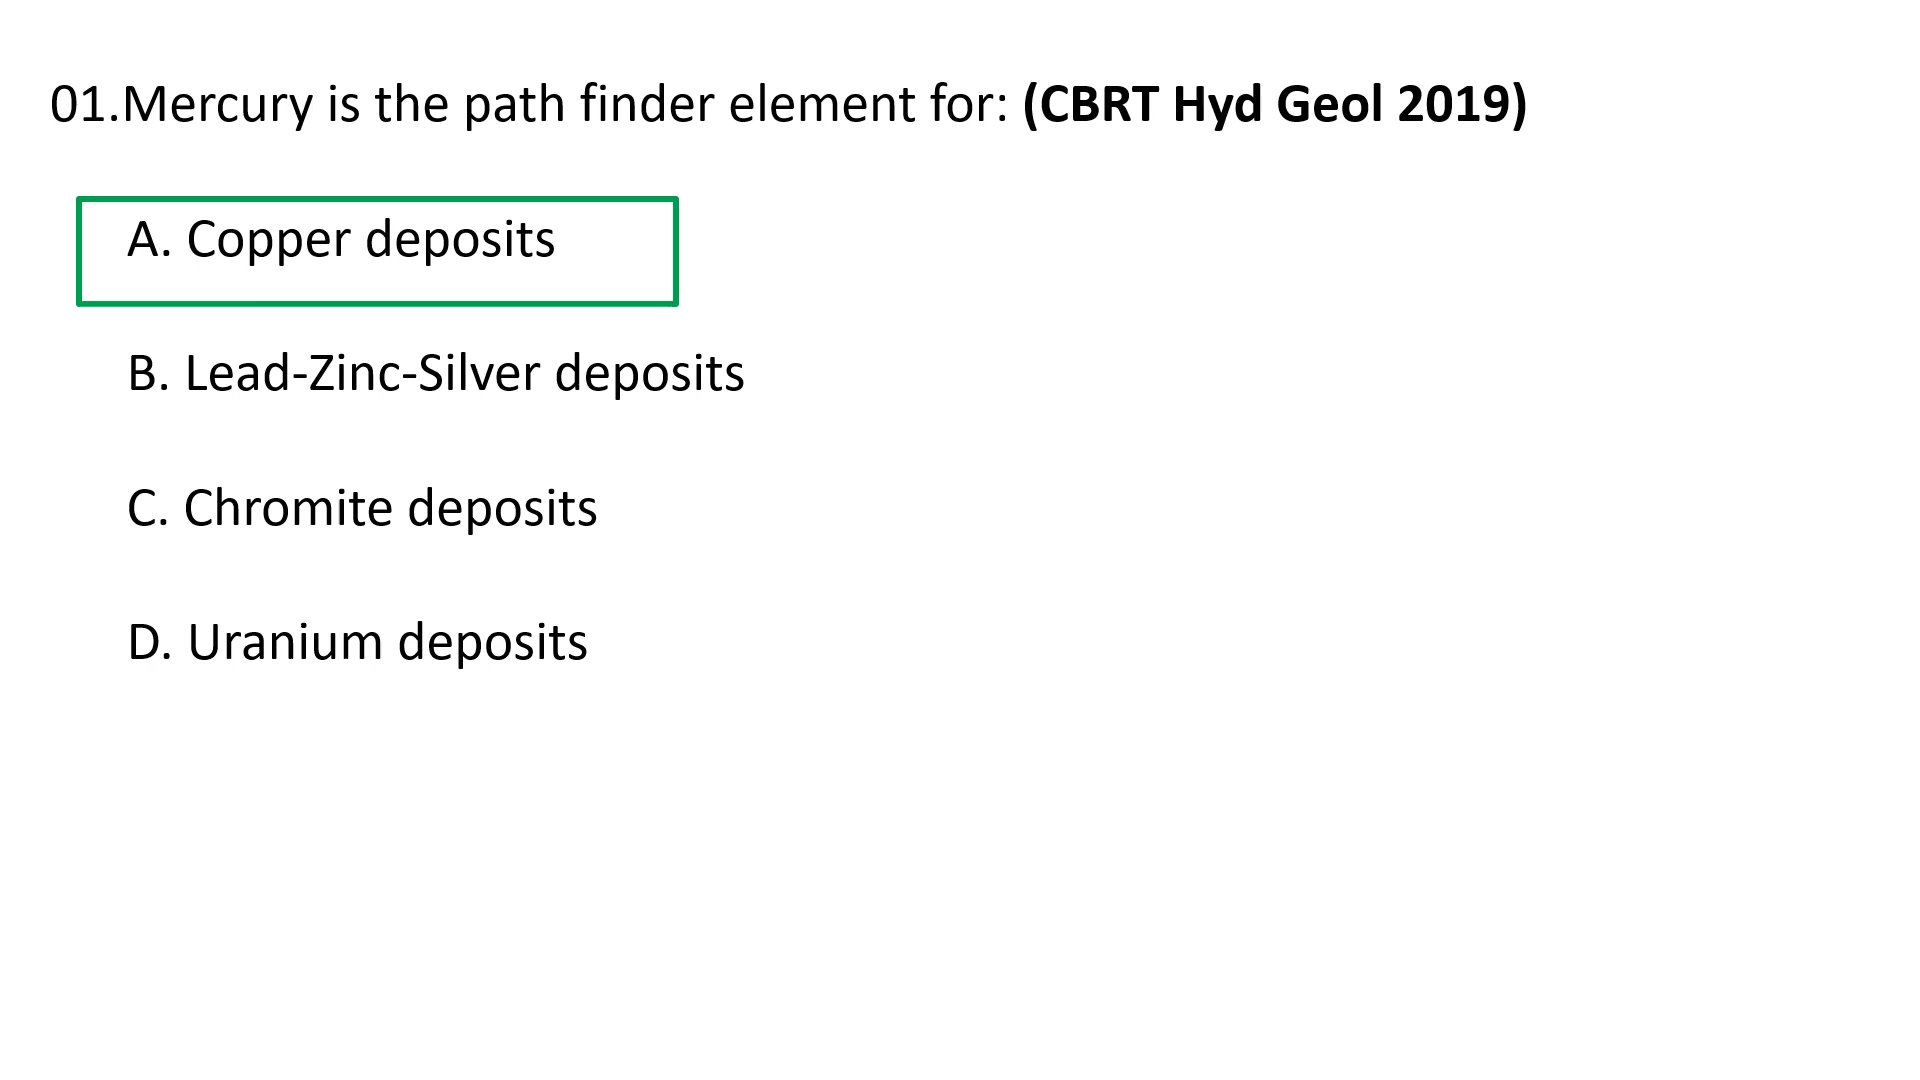 01.Mercury is the path finder element for: (CBRT Hyd Geol 2019)
A. Copper deposits
B. Lead-Zinc-Silver deposits
C. Chromite deposits
D. Uranium deposits